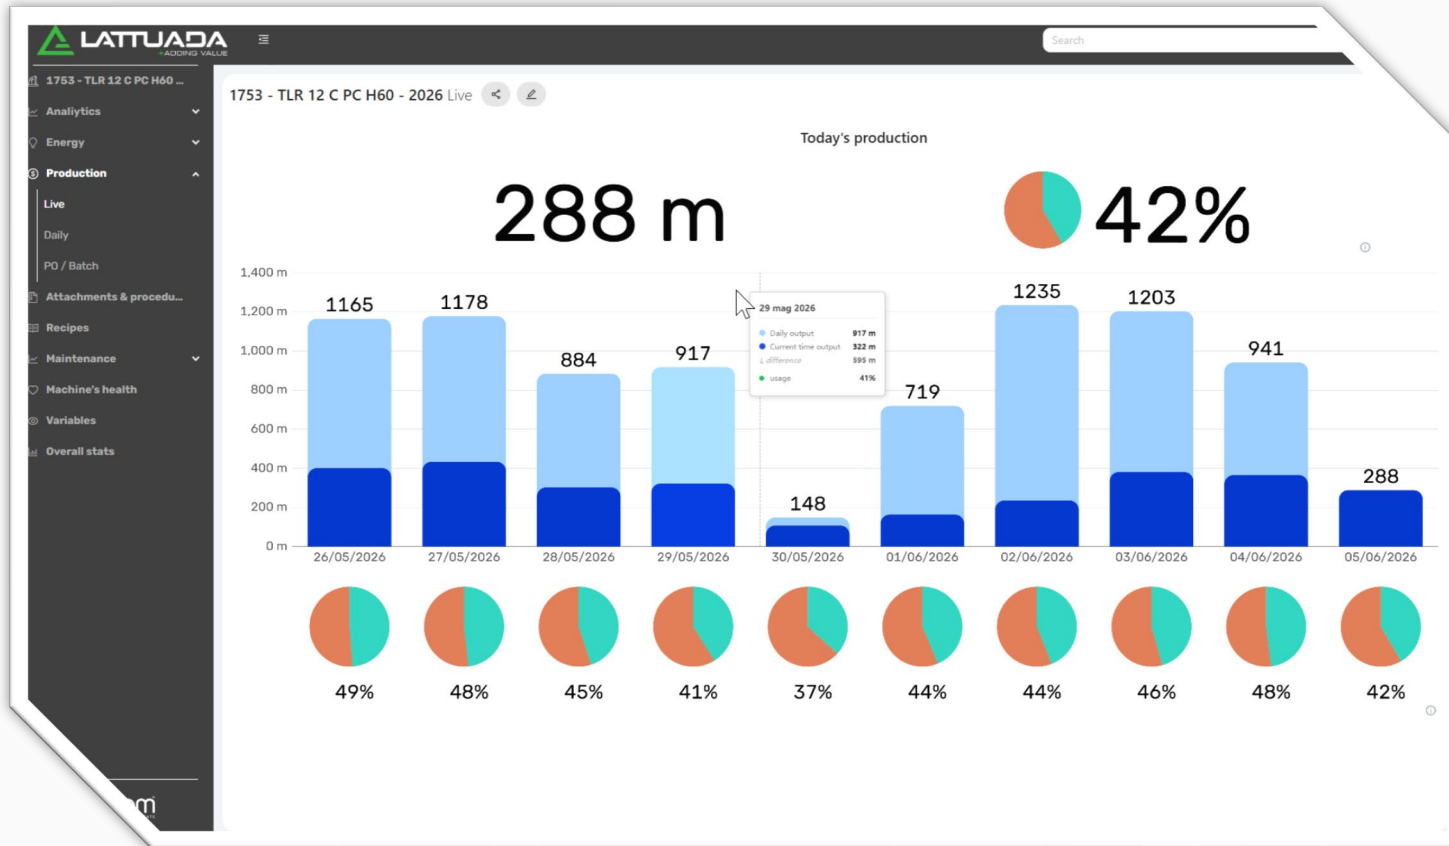 LATTUADA
+ADDING VALUE
Search
1753 - TLR 12 C PC H60 ...
Analiytics
Energy
Production
Live
Daily
PO / Batch
Attachments & procedu...
Recipes
Maintenance
Machine's health
Variables
Overall stats
1753 - TLR 12 C PC H60 - 2026 Live
Today's production
288 m
42%
1,400 m
1,200 m
1,000 m
800 m
600 m
400 m
200 m
0 m
1165
1178
884
917
148
719
1235
1203
941
288
29 mag 2026
Daily output 917 m
Current time output 322 m
↓ difference 595 m
usage 41%
26/05/2026 27/05/2026 28/05/2026 29/05/2026 30/05/2026 01/06/2026 02/06/2026 03/06/2026 04/06/2026 05/06/2026
49% 48% 45% 41% 37% 44% 44% 46% 48% 42%